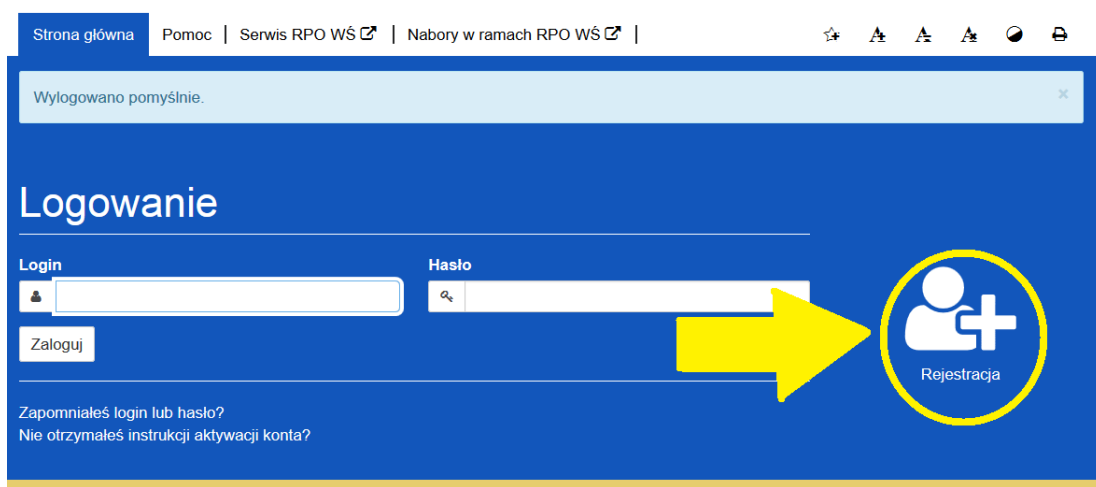 Strona główna Pomoc | Serwis RPO WŚ | Nabory w ramach RPO WŚ |
Wylogowano pomyślnie. ×
Logowanie
Login Hasło
Zaloguj
Rejestracja
Zapomniałeś login lub hasło?
Nie otrzymałeś instrukcji aktywacji konta?